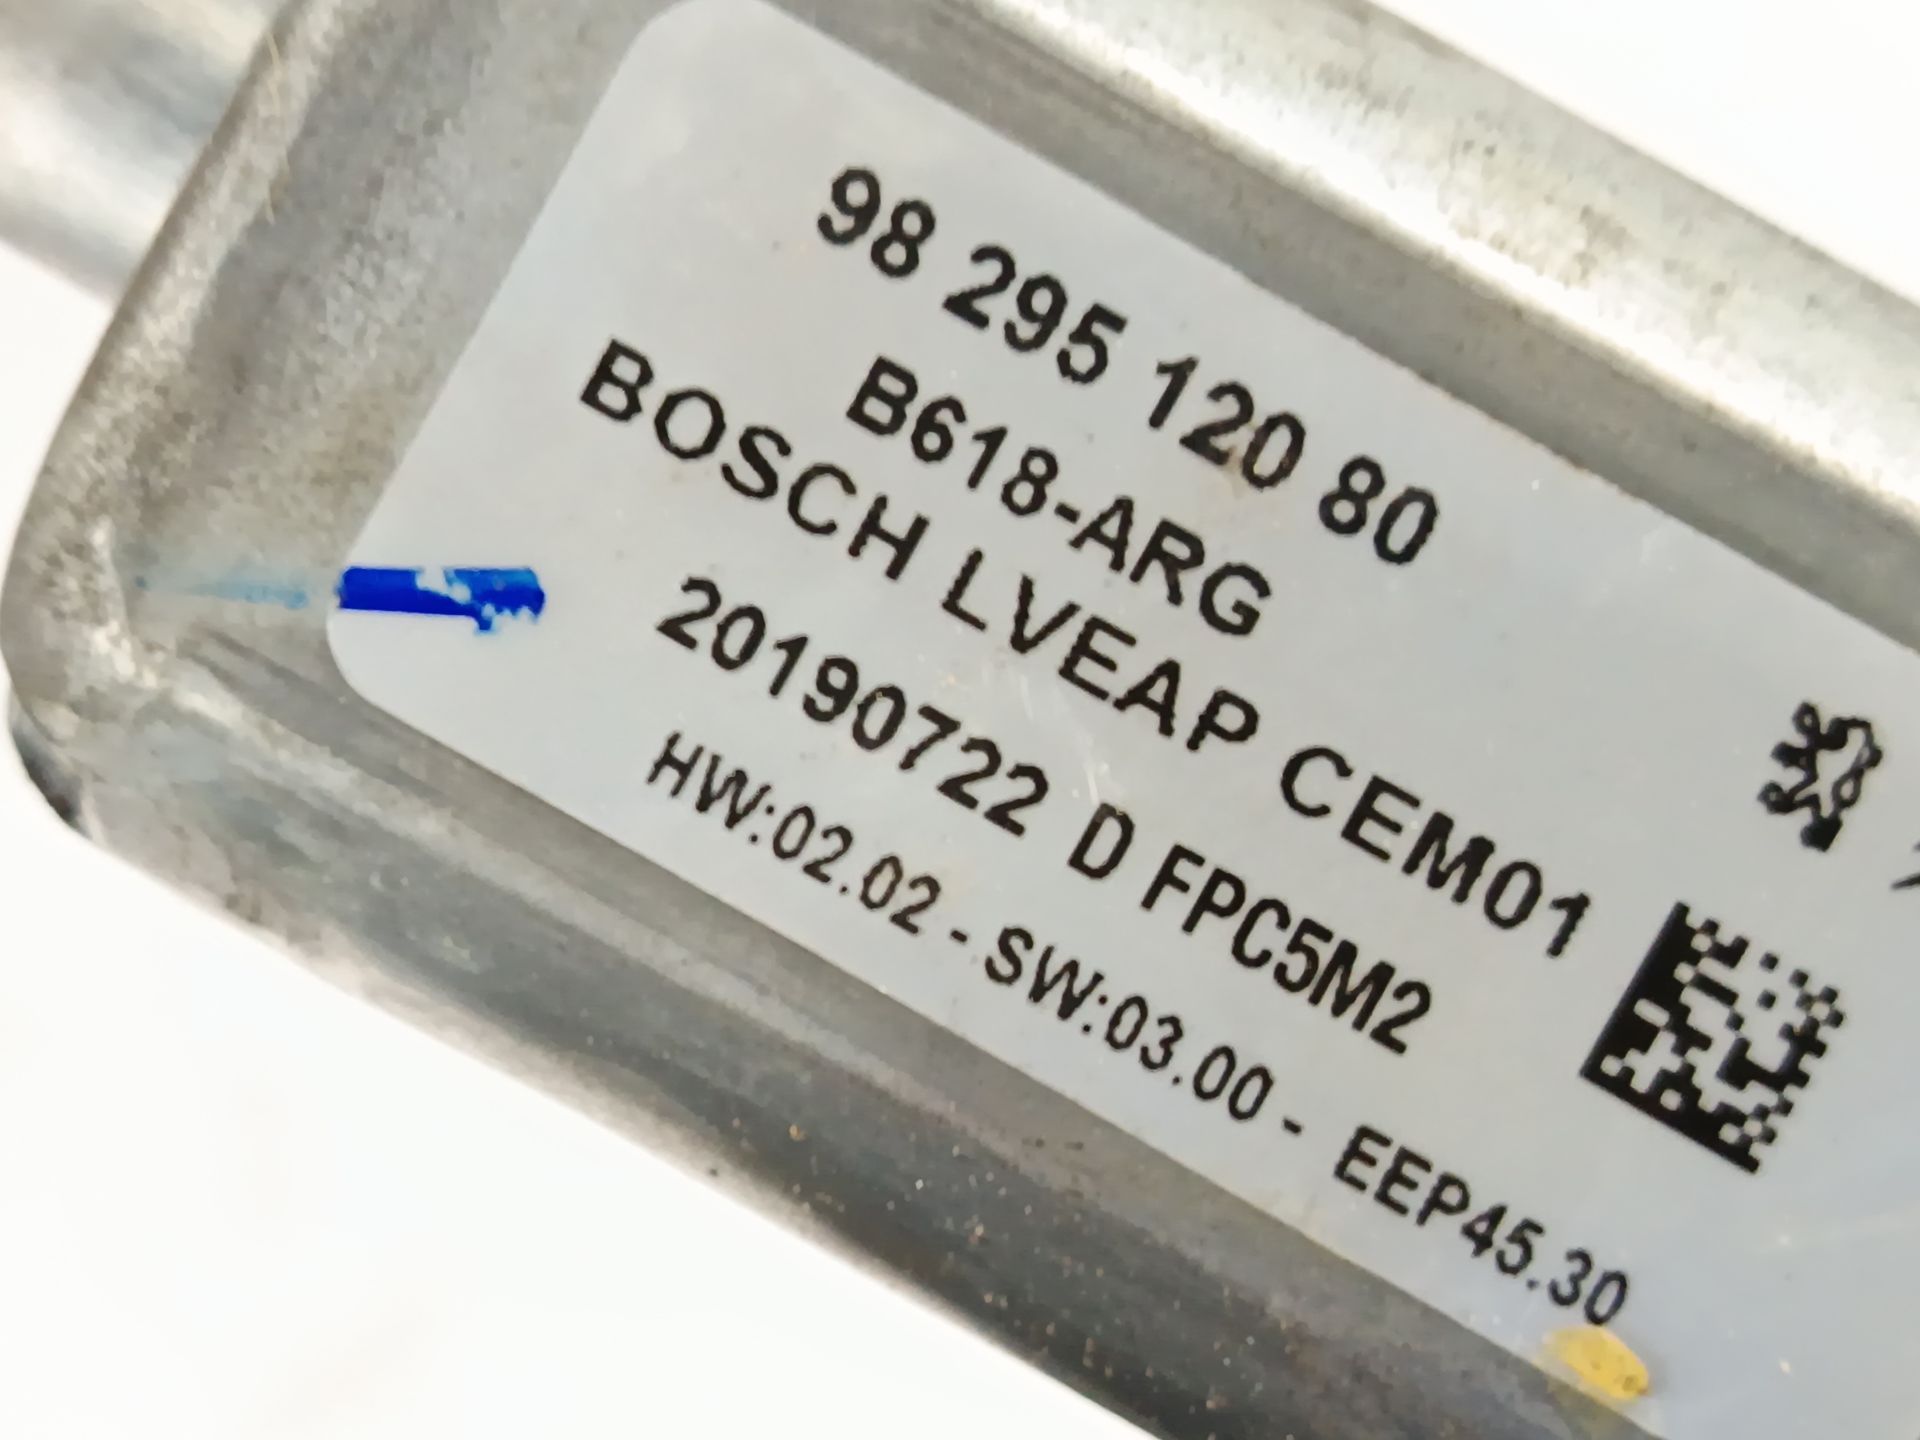 98 295 120 80
B618-ARG
BOSCH LVEAP CEM01
20190722 D FPC5M2
HW:02.02 - SW:03.00 - EEP45.30